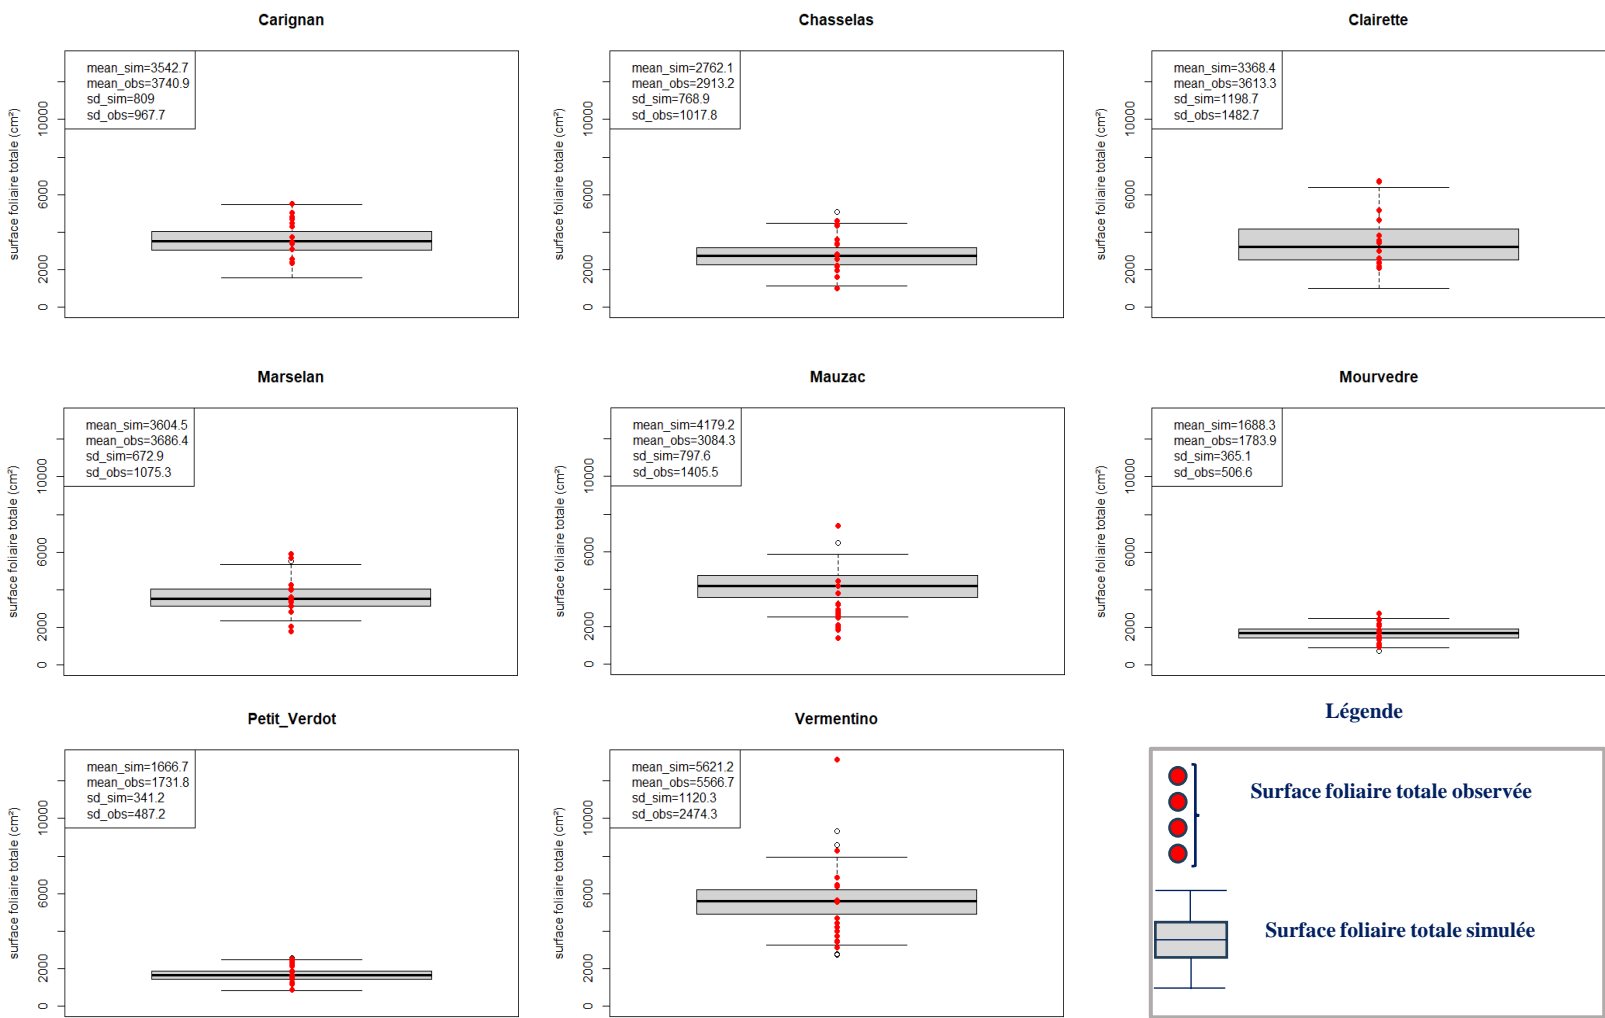 Carignan
mean_sim=3542.7
mean_obs=3740.9
sd_sim=809
sd_obs=967.7
surface foliaire totale (cm²)
0
2000
6000
10000
Chasselas
mean_sim=2762.1
mean_obs=2913.2
sd_sim=768.9
sd_obs=1017.8
surface foliaire totale (cm²)
0
2000
6000
10000
Clairette
mean_sim=3368.4
mean_obs=3613.3
sd_sim=1198.7
sd_obs=1482.7
surface foliaire totale (cm²)
0
2000
6000
10000
Marselan
mean_sim=3604.5
mean_obs=3686.4
sd_sim=672.9
sd_obs=1075.3
surface foliaire totale (cm²)
0
2000
6000
10000
Mauzac
mean_sim=4179.2
mean_obs=3084.3
sd_sim=797.6
sd_obs=1405.5
surface foliaire totale (cm²)
0
2000
6000
10000
Mourvedre
mean_sim=1688.3
mean_obs=1783.9
sd_sim=365.1
sd_obs=506.6
surface foliaire totale (cm²)
0
2000
6000
10000
Petit_Verdot
mean_sim=1666.7
mean_obs=1731.8
sd_sim=341.2
sd_obs=487.2
surface foliaire totale (cm²)
0
2000
6000
10000
Vermentino
mean_sim=5621.2
mean_obs=5566.7
sd_sim=1120.3
sd_obs=2474.3
surface foliaire totale (cm²)
0
2000
6000
10000
Légende
Surface foliaire totale observée
Surface foliaire totale simulée